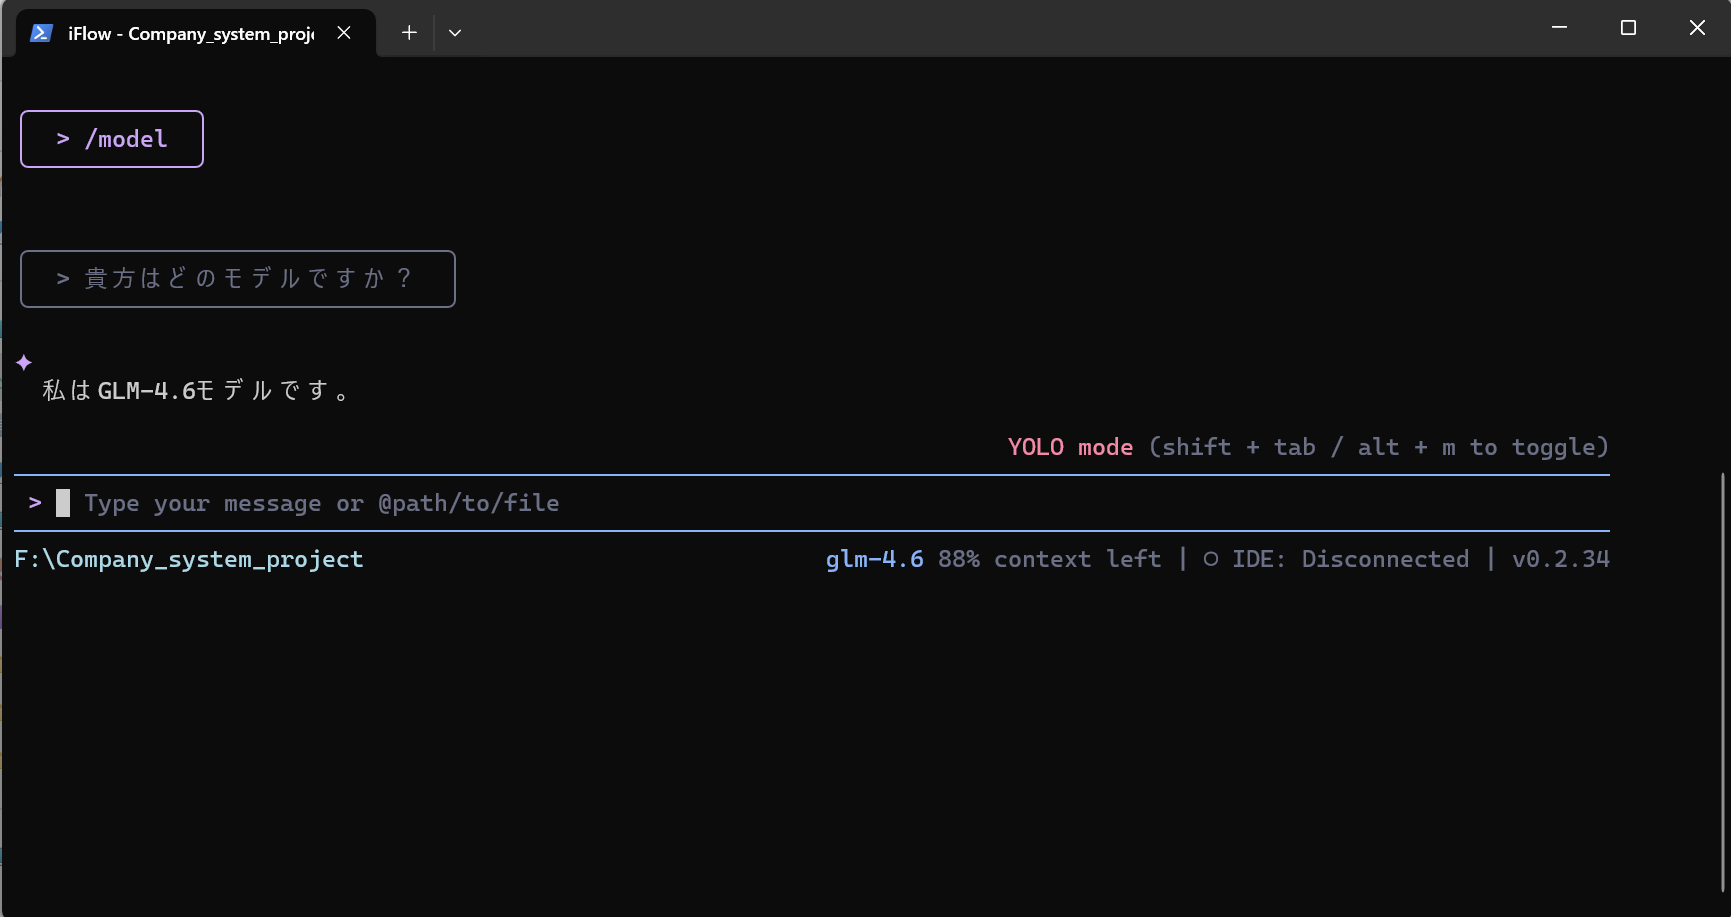 iFlow - Company_system_proj
> /model
> 貴方はどのモデルですか？
私はGLM-4.6モデルです。
YOLO mode (shift + tab / alt + m to toggle)
> Type your message or @path/to/file
F:\Company_system_project glm-4.6 88% context left | ○ IDE: Disconnected | v0.2.34